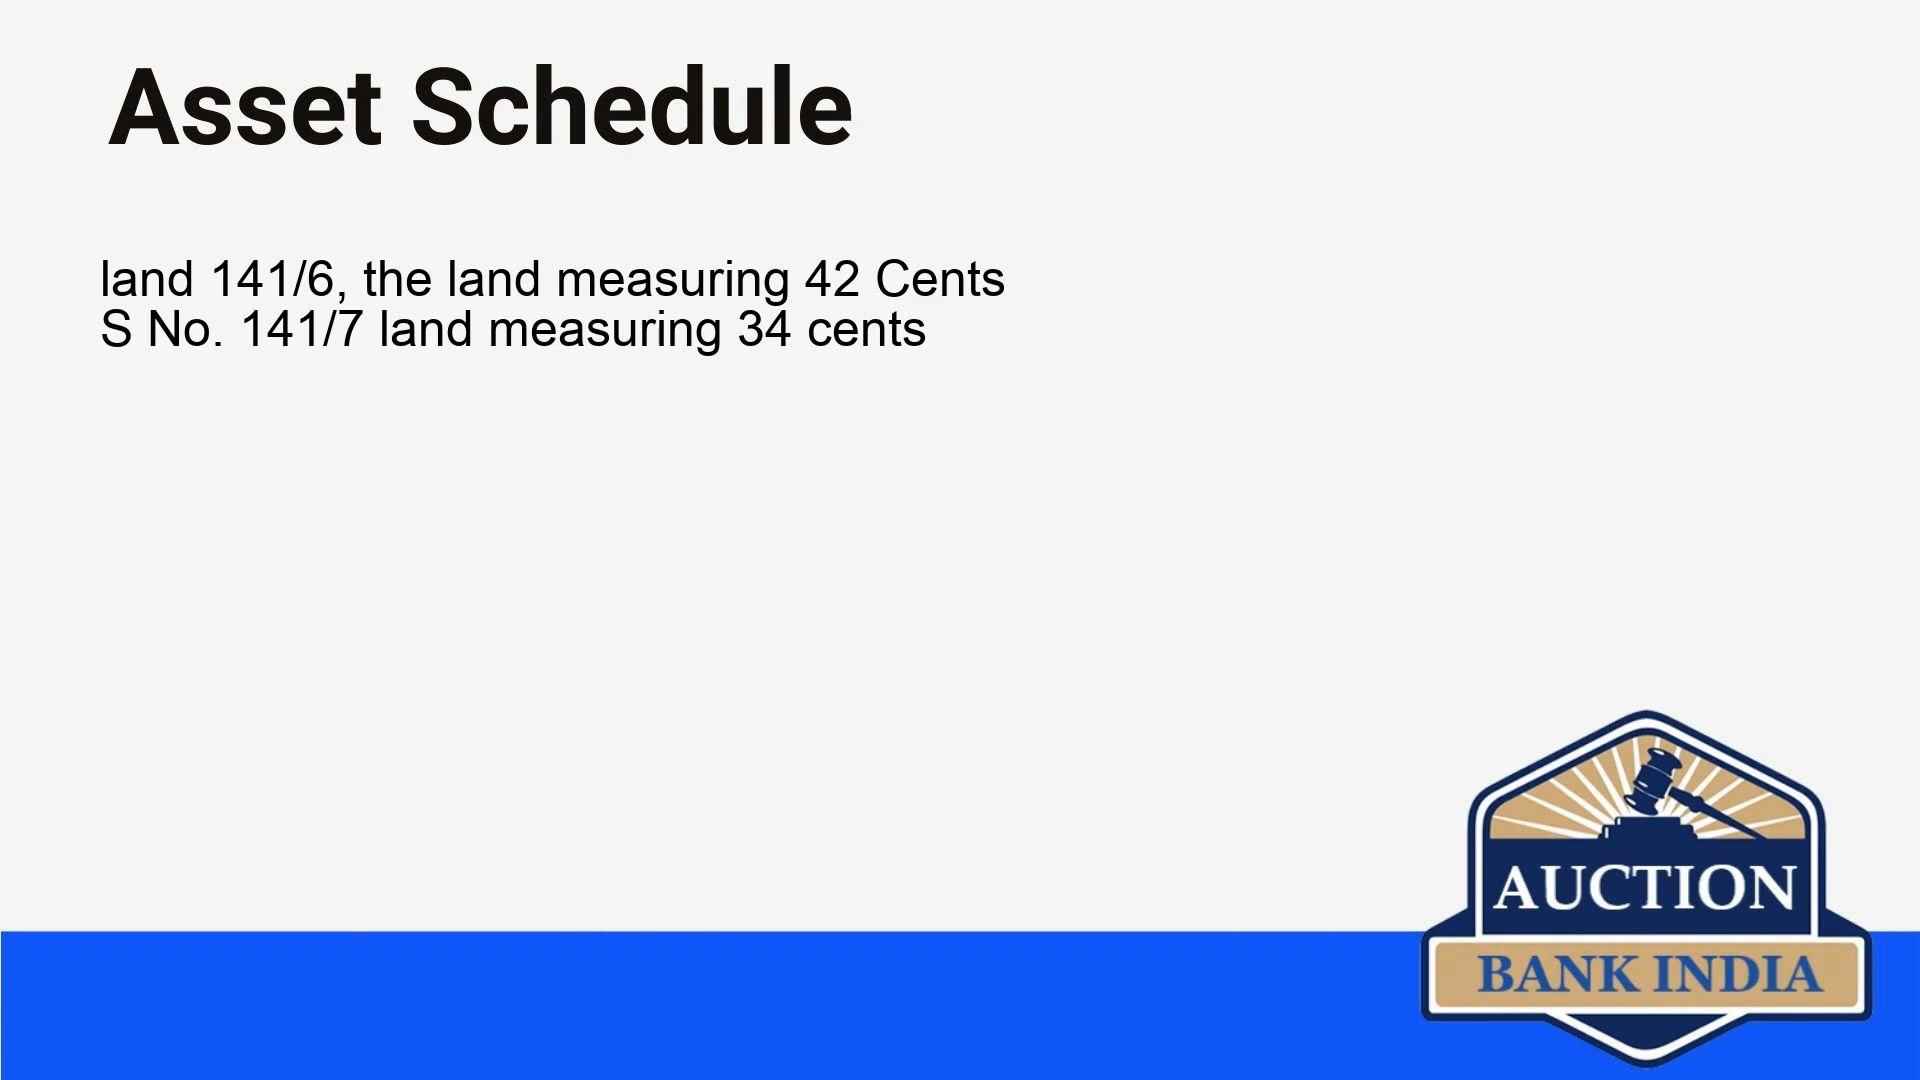 Asset Schedule
land 141/6, the land measuring 42 Cents
S No. 141/7 land measuring 34 cents
AUCTION
BANK INDIA